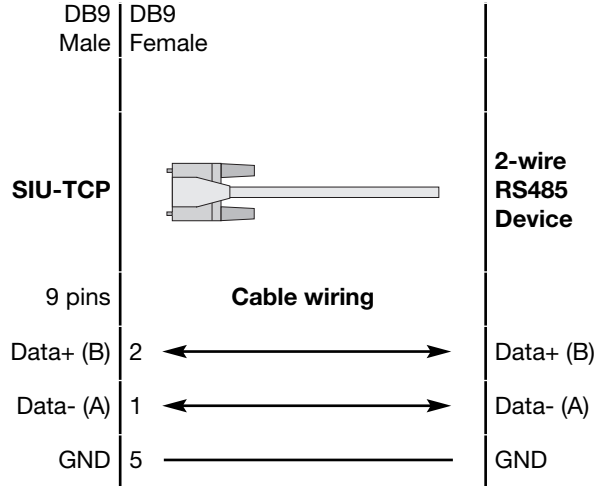 DB9 DB9
Male Female
SIU-TCP
2-wire
RS485
Device
9 pins Cable wiring
Data+ (B) 2 Data+ (B)
Data- (A) 1 Data- (A)
GND 5 GND